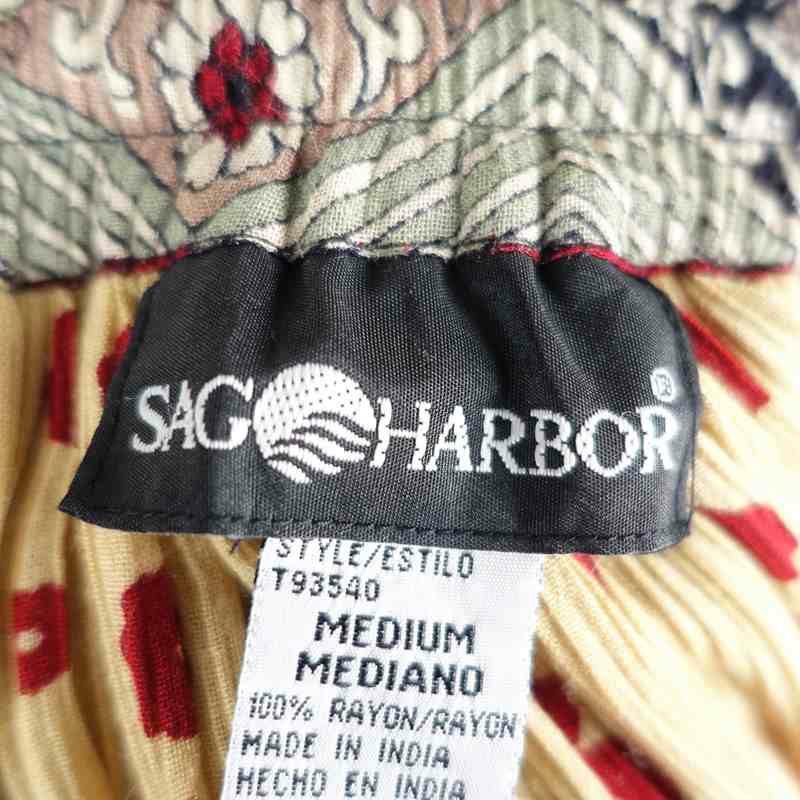 SAG HARBOR®
STYLE/ESTILO
T93540
MEDIUM
MEDIANO
100% RAYON/RAYON
MADE IN INDIA
HECHO EN INDIA